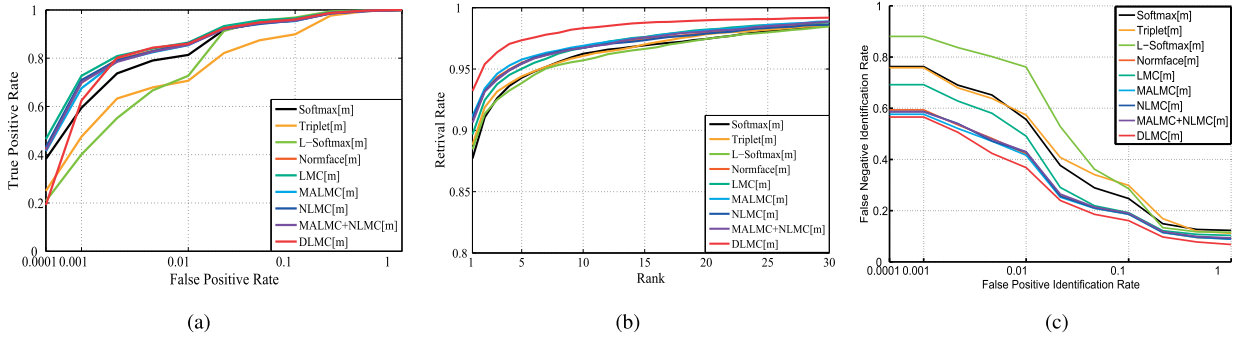 True Positive Rate
1
0.8
0.6
0.4
0.2
0
0.0001 0.001 0.01 0.1 1
False Positive Rate
Softmax[m]
Triplet[m]
L-Softmax[m]
Normface[m]
LMC[m]
MALMC[m]
NLMC[m]
MALMC+NLMC[m]
DLMC[m]
(a)
Retrival Rate
1
0.95
0.9
0.85
0.8
1 5 10 15 20 25 30
Rank
Softmax[m]
Triplet[m]
L-Softmax[m]
Normface[m]
LMC[m]
MALMC[m]
NLMC[m]
MALMC+NLMC[m]
DLMC[m]
(b)
False Negative Identification Rate
1
0.8
0.6
0.4
0.2
0
0.0001 0.001 0.01 0.1 1
False Positive Identification Rate
Softmax[m]
Triplet[m]
L-Softmax[m]
Normface[m]
LMC[m]
MALMC[m]
NLMC[m]
MALMC+NLMC[m]
DLMC[m]
(c)